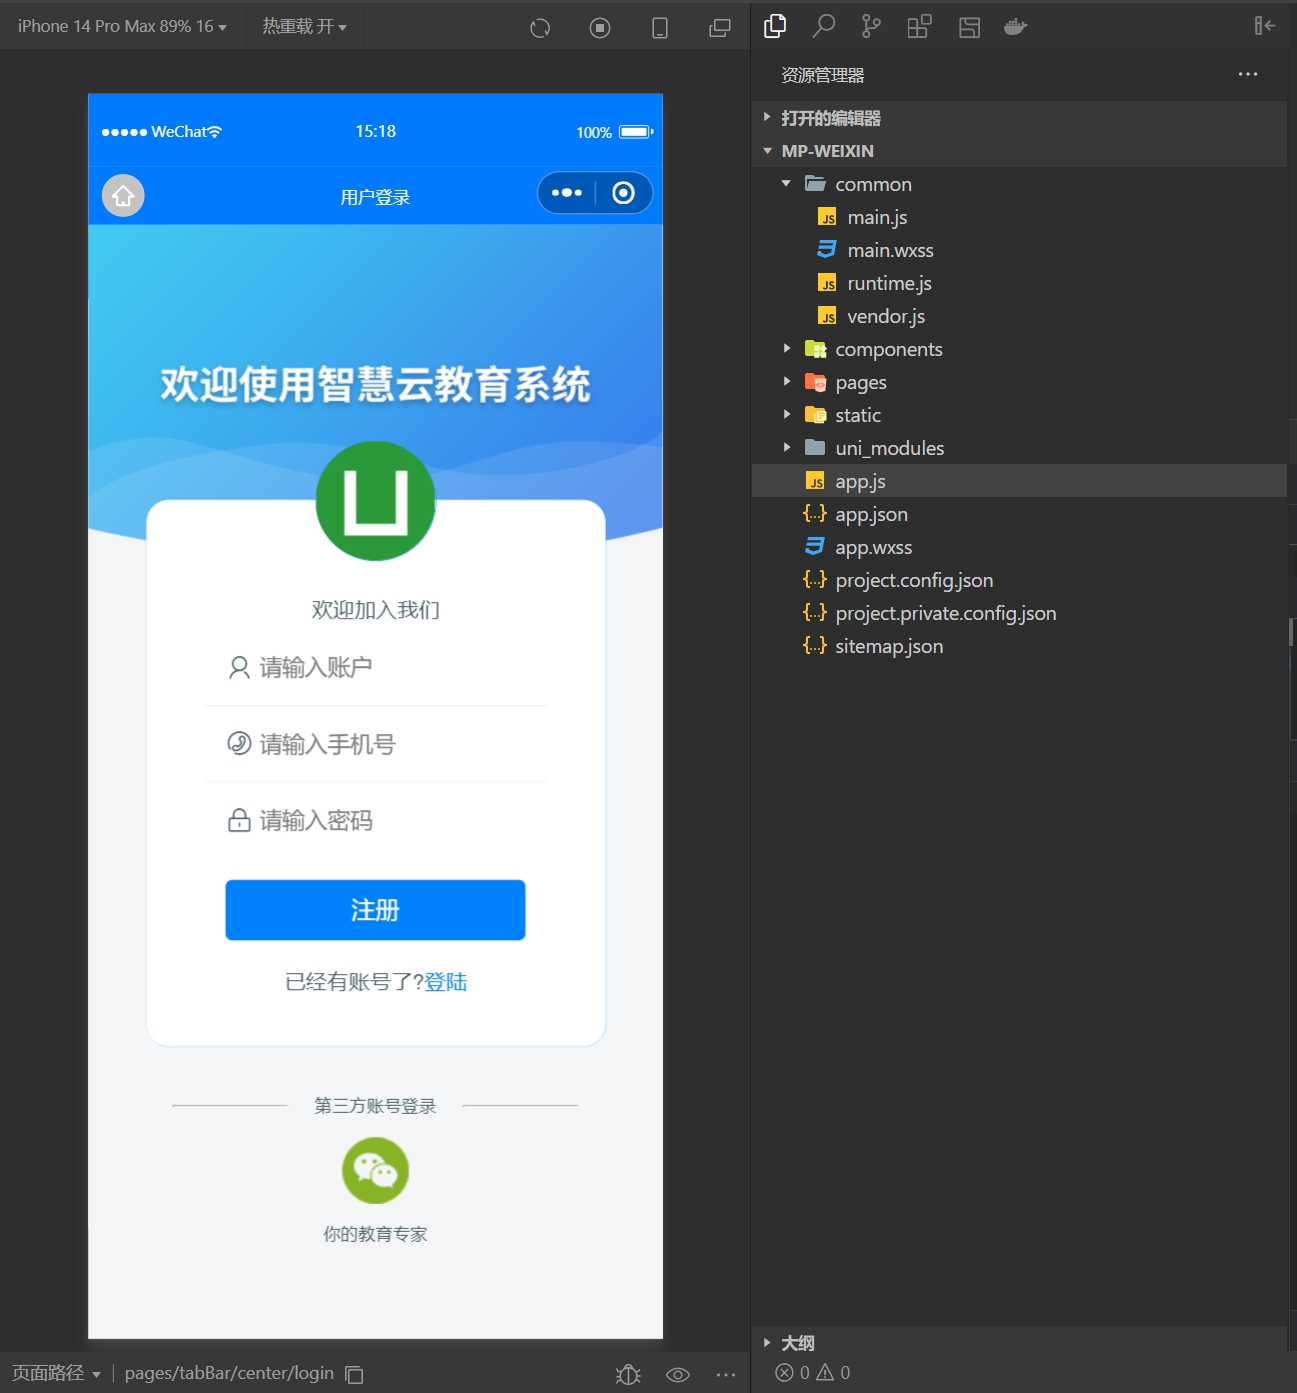 iPhone 14 Pro Max 89% 16
热重载 开
WeChat
15:18
100%
用户登录
欢迎使用智慧云教育系统
欢迎加入我们
请输入账户
请输入手机号
请输入密码
注册
已经有账号了?登陆
第三方账号登录
你的教育专家
页面路径
pages/tabBar/center/login
资源管理器
打开的编辑器
MP-WEIXIN
common
JS main.js
main.wxss
JS runtime.js
JS vendor.js
components
pages
static
uni_modules
JS app.js
{..} app.json
app.wxss
{..} project.config.json
{..} project.private.config.json
{..} sitemap.json
大纲
0
0